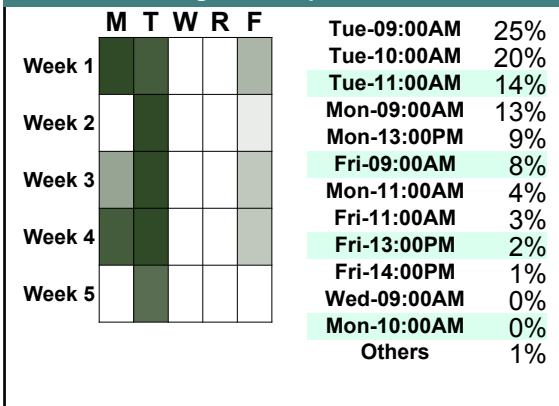 M T W R F
Week 1
Week 2
Week 3
Week 4
Week 5
Tue-09:00AM 25%
Tue-10:00AM 20%
Tue-11:00AM 14%
Mon-09:00AM 13%
Mon-13:00PM 9%
Fri-09:00AM 8%
Mon-11:00AM 4%
Fri-11:00AM 3%
Fri-13:00PM 2%
Fri-14:00PM 1%
Wed-09:00AM 0%
Mon-10:00AM 0%
Others 1%